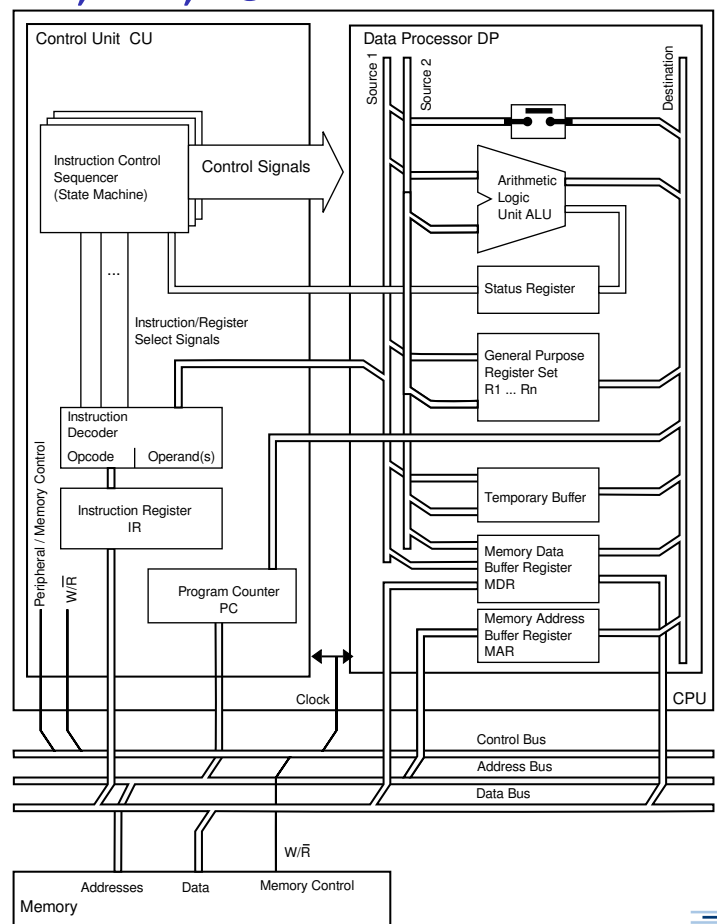 Control Unit CU
Data Processor DP
Source 1
Source 2
Destination
Instruction Control
Sequencer
(State Machine)
Control Signals
Arithmetic
Logic
Unit ALU
...
Status Register
Instruction/Register
Select Signals
General Purpose
Register Set
R1 ... Rn
Instruction
Decoder
Opcode
Operand(s)
Peripheral / Memory Control
W/R̅
Instruction Register
IR
Temporary Buffer
Program Counter
PC
Memory Data
Buffer Register
MDR
Memory Address
Buffer Register
MAR
Clock
CPU
Control Bus
Address Bus
Data Bus
W/R̅
Addresses
Data
Memory Control
Memory